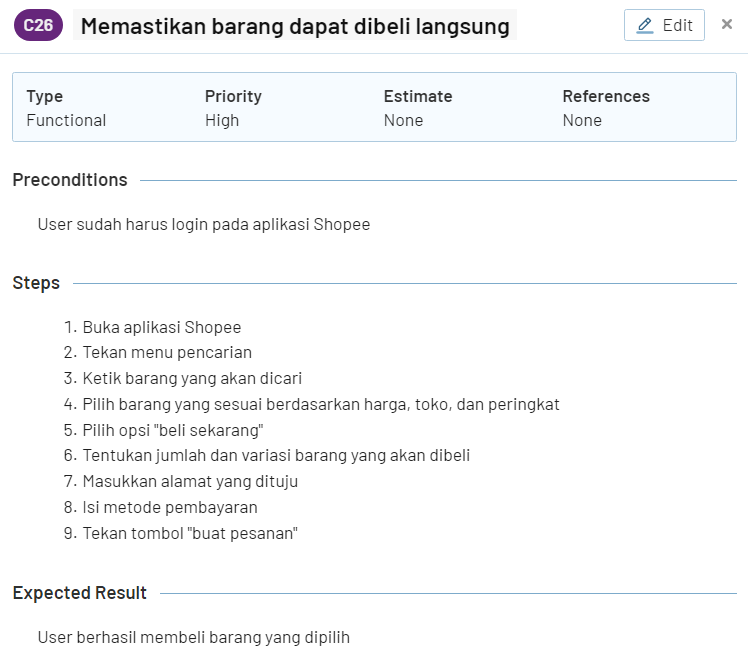 C26 Memastikan barang dapat dibeli langsung Edit ×
Type Priority Estimate References
Functional High None None
Preconditions
User sudah harus login pada aplikasi Shopee
Steps
1. Buka aplikasi Shopee
2. Tekan menu pencarian
3. Ketik barang yang akan dicari
4. Pilih barang yang sesuai berdasarkan harga, toko, dan peringkat
5. Pilih opsi "beli sekarang"
6. Tentukan jumlah dan variasi barang yang akan dibeli
7. Masukkan alamat yang dituju
8. Isi metode pembayaran
9. Tekan tombol "buat pesanan"
Expected Result
User berhasil membeli barang yang dipilih